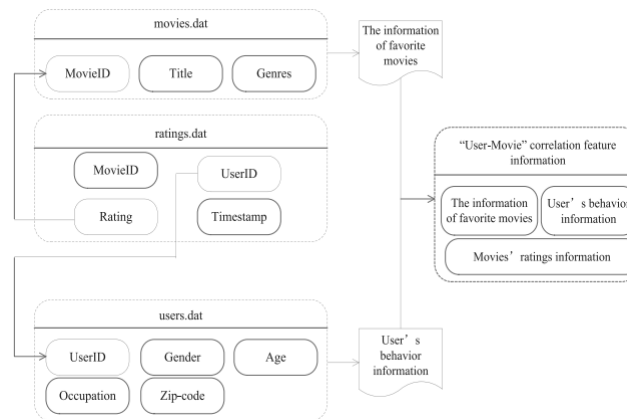 movies.dat
MovieID
Title
Genres
The information
of favorite
movies
ratings.dat
MovieID
UserID
Rating
Timestamp
“User-Movie” correlation feature
information
The information
of favorite movies
User’s behavior
information
Movies’ ratings information
users.dat
UserID
Gender
Age
Occupation
Zip-code
User’s
behavior
information